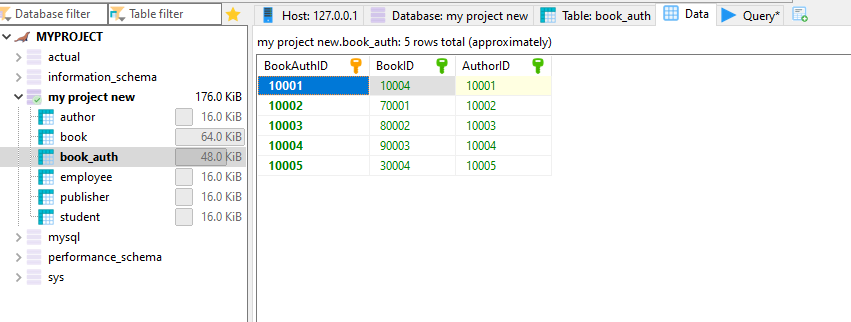 Database filter Table filter
MYPROJECT
actual
information_schema
my project new 176.0 KiB
author 16.0 KiB
book 64.0 KiB
book_auth 48.0 KiB
employee 16.0 KiB
publisher 16.0 KiB
student 16.0 KiB
mysql
performance_schema
sys
Host: 127.0.0.1 Database: my project new Table: book_auth Data Query*
my project new.book_auth: 5 rows total (approximately)
BookAuthID BookID AuthorID
10001 10004 10001
10002 70001 10002
10003 80002 10003
10004 90003 10004
10005 30004 10005